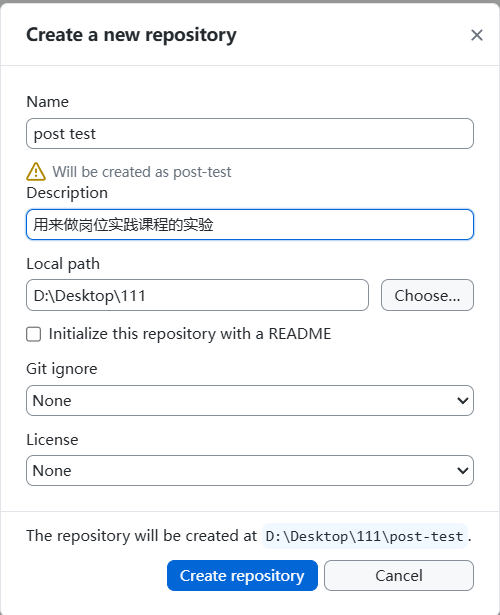 Create a new repository
Name
post test
Will be created as post-test
Description
用来做岗位实践课程的实验
Local path
D:\Desktop\111
Choose...
Initialize this repository with a README
Git ignore
None
License
None
The repository will be created at D:\Desktop\111\post-test.
Create repository
Cancel